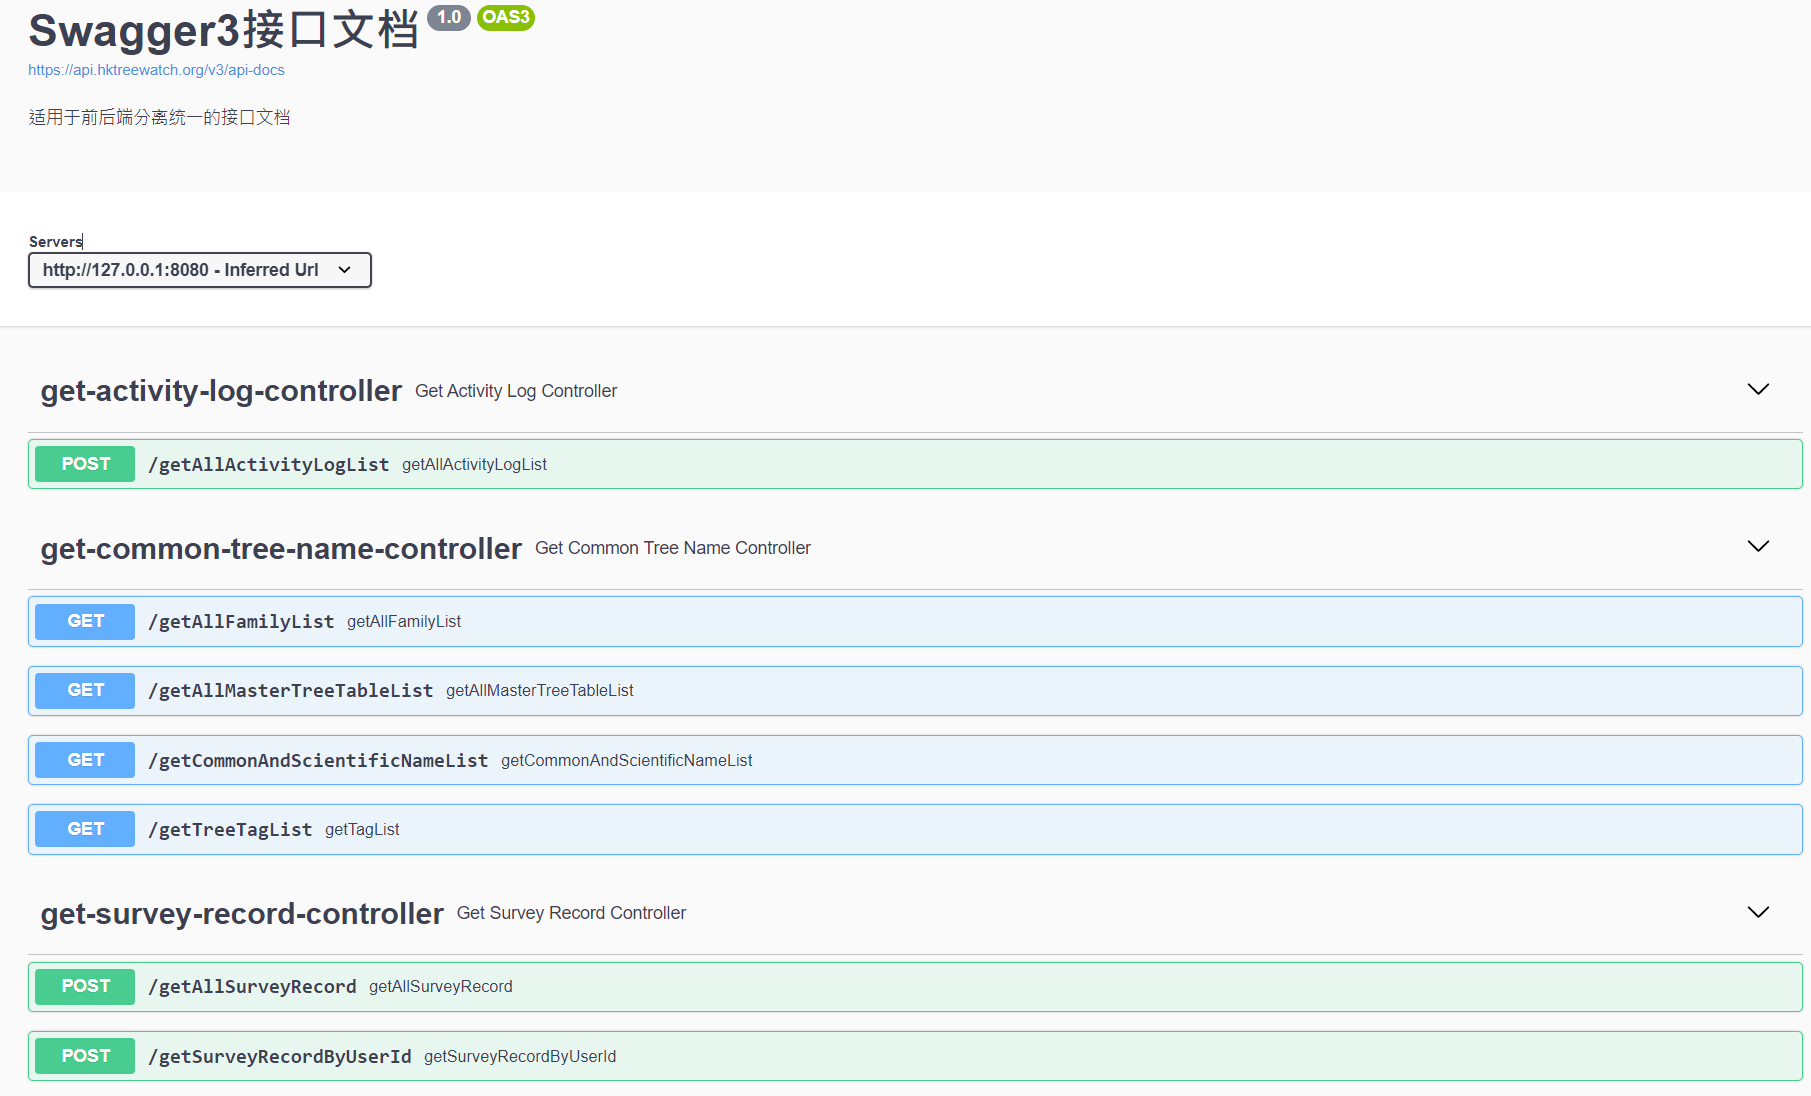 Swagger3接口文档 1.0 OAS3
https://api.hktreewatch.org/v3/api-docs
适用于前后端分离统一的接口文档
Servers
http://127.0.0.1:8080 - Inferred Url
get-activity-log-controller Get Activity Log Controller
POST /getAllActivityLogList getAllActivityLogList
get-common-tree-name-controller Get Common Tree Name Controller
GET /getAllFamilyList getAllFamilyList
GET /getAllMasterTreeTableList getAllMasterTreeTableList
GET /getCommonAndScientificNameList getCommonAndScientificNameList
GET /getTreeTagList getTagList
get-survey-record-controller Get Survey Record Controller
POST /getAllSurveyRecord getAllSurveyRecord
POST /getSurveyRecordByUserId getSurveyRecordByUserId